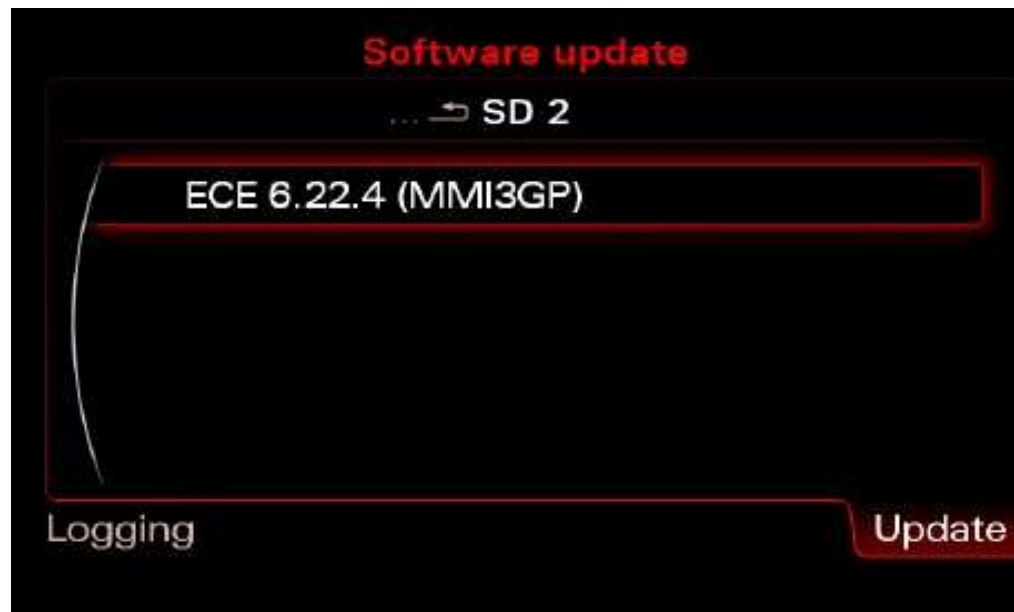 Software update
... SD 2
ECE 6.22.4 (MMI3GP)
Logging
Update